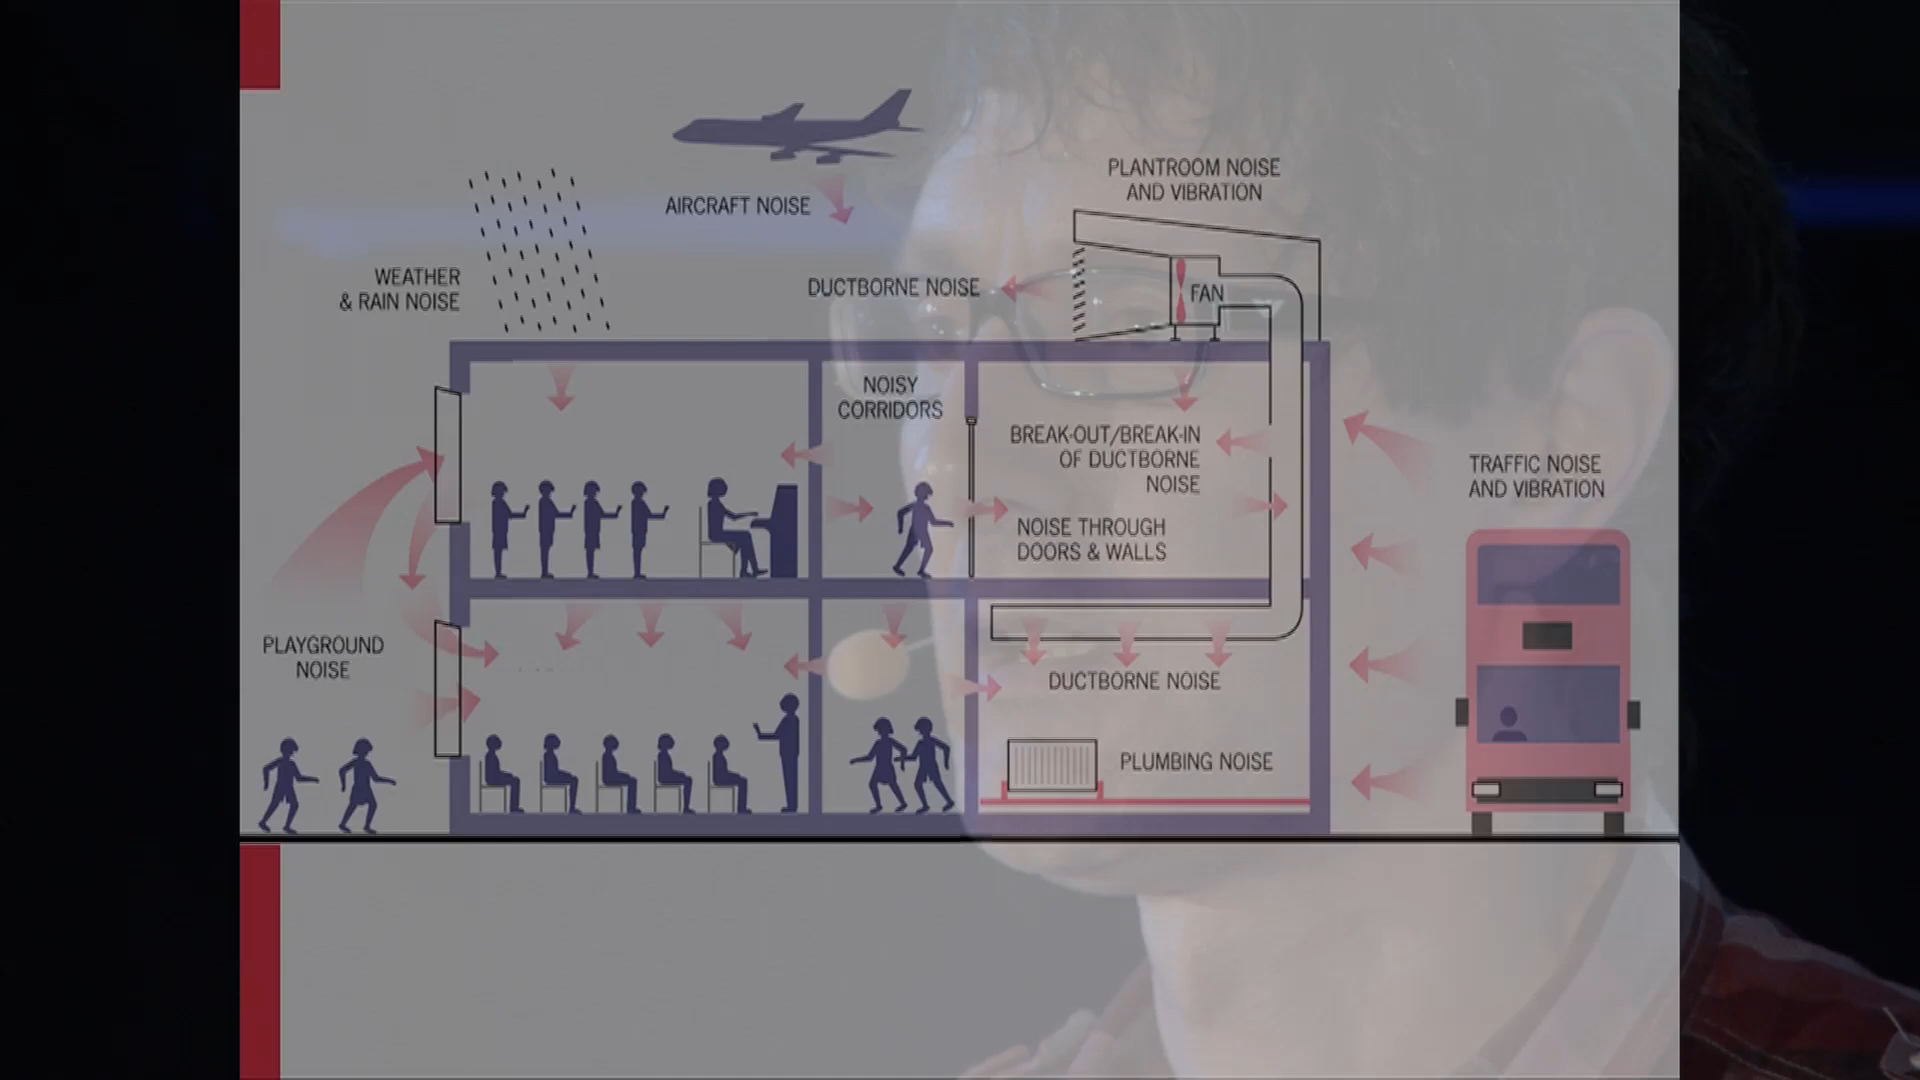 PLANTROOM NOISE
AND VIBRATION
AIRCRAFT NOISE
WEATHER
& RAIN NOISE
DUCTBORNE NOISE
FAN
NOISY
CORRIDORS
BREAK-OUT/BREAK-IN
OF DUCTBORNE
NOISE
TRAFFIC NOISE
AND VIBRATION
NOISE THROUGH
DOORS & WALLS
PLAYGROUND
NOISE
DUCTBORNE NOISE
PLUMBING NOISE